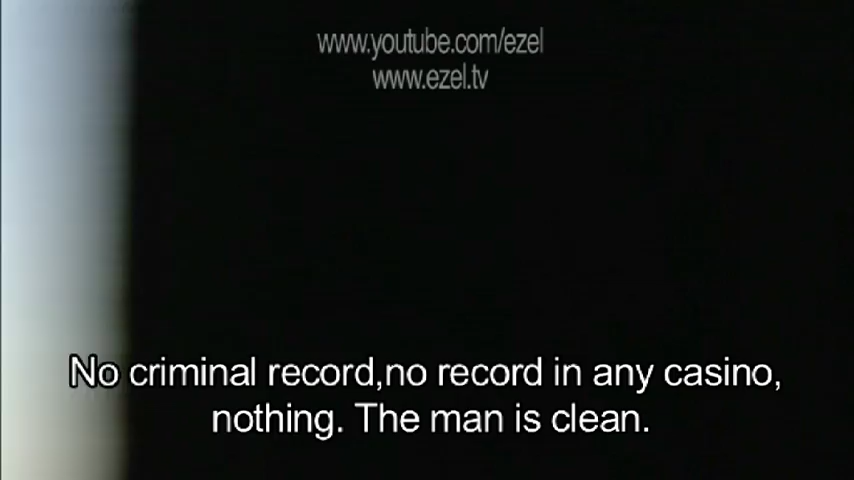 www.youtube.com/ezel
www.ezel.tv
No criminal record,no record in any casino,
nothing. The man is clean.